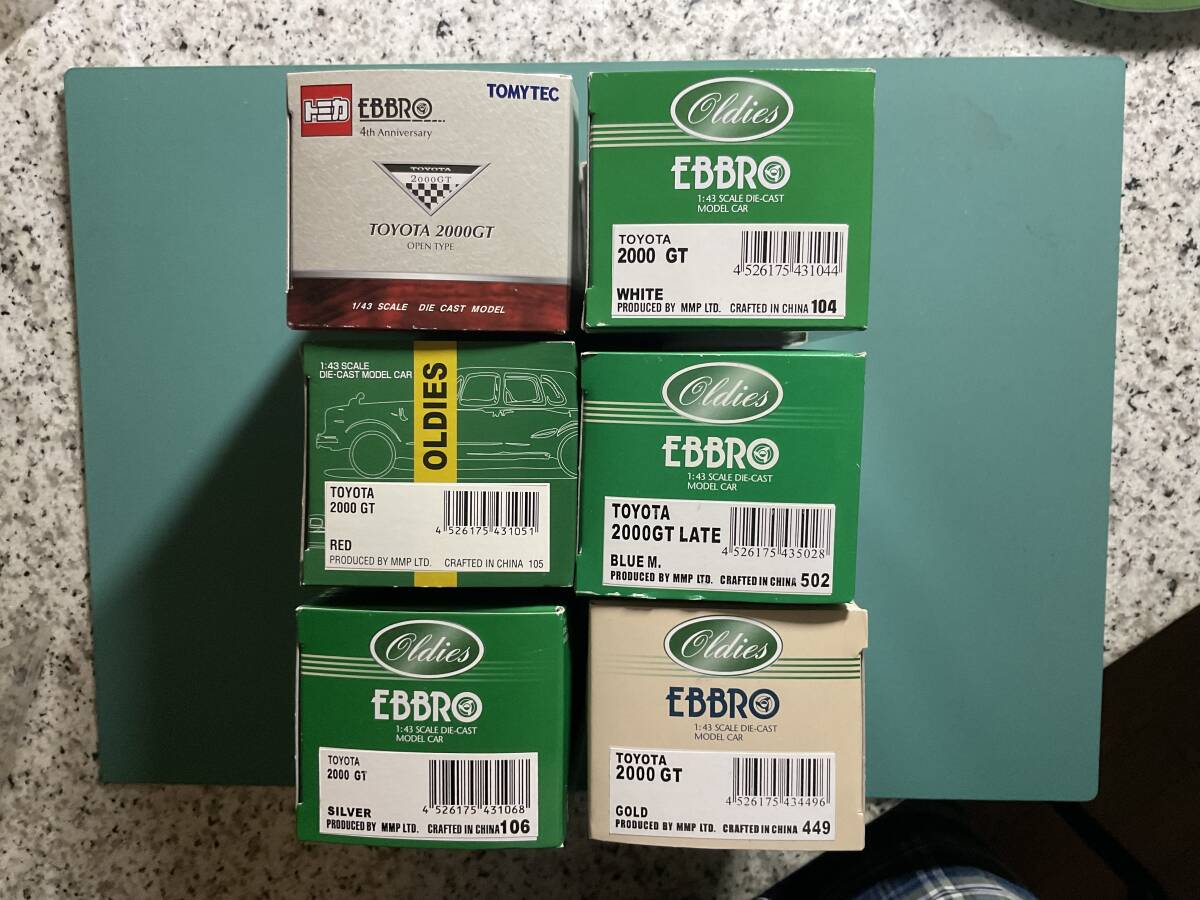 トミカ
EBBRO
4th Anniversary
TOMYTEC
TOYOTA
2000GT
TOYOTA 2000GT
OPEN TYPE
1/43 SCALE DIE CAST MODEL
Oldies
EBBRO
1:43 SCALE DIE-CAST
MODEL CAR
TOYOTA
2000 GT
4 526175 431044
WHITE
PRODUCED BY MMP LTD. CRAFTED IN CHINA 104
1:43 SCALE
DIE-CAST MODEL CAR
OLDIES
TOYOTA
2000 GT
4 526175 431051
RED
PRODUCED BY MMP LTD. CRAFTED IN CHINA 105
Oldies
EBBRO
1:43 SCALE DIE-CAST
MODEL CAR
TOYOTA
2000GT LATE
4 526175 435028
BLUE M.
PRODUCED BY MMP LTD. CRAFTED IN CHINA 502
Oldies
EBBRO
1:43 SCALE DIE-CAST
MODEL CAR
TOYOTA
2000 GT
4 526175 431068
SILVER
PRODUCED BY MMP LTD. CRAFTED IN CHINA 106
Oldies
EBBRO
1:43 SCALE DIE-CAST
MODEL CAR
TOYOTA
2000 GT
4 526175 434496
GOLD
PRODUCED BY MMP LTD. CRAFTED IN CHINA 449